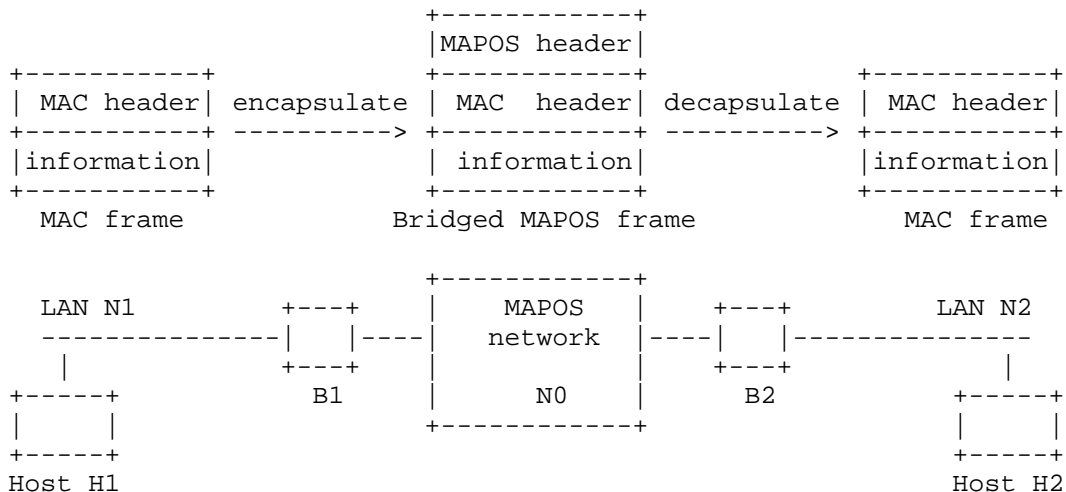 MAPOS header
MAC header encapsulate MAC header decapsulate MAC header
information information information
MAC frame Bridged MAPOS frame MAC frame
LAN N1 MAPOS LAN N2
network
B1 N0 B2
Host H1 Host H2